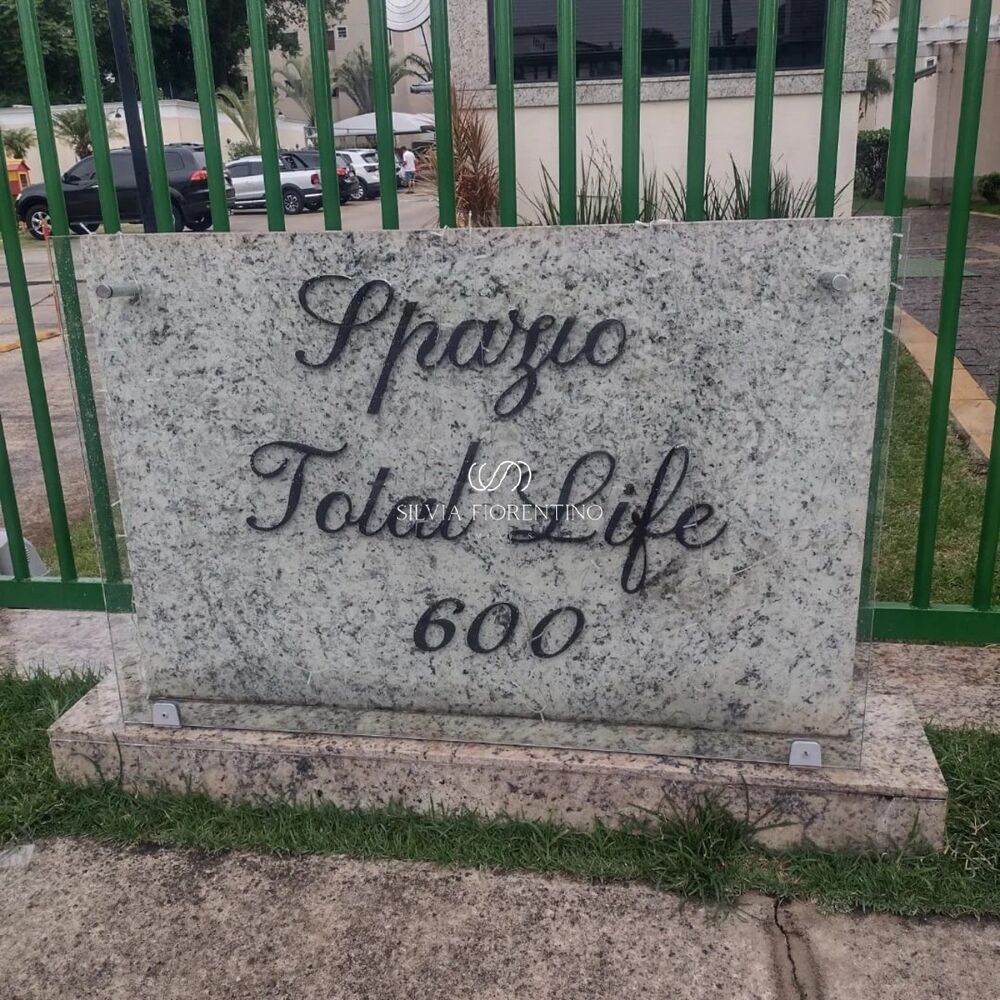 Spazio
Total Life
SILVIA FIORENTINO
600